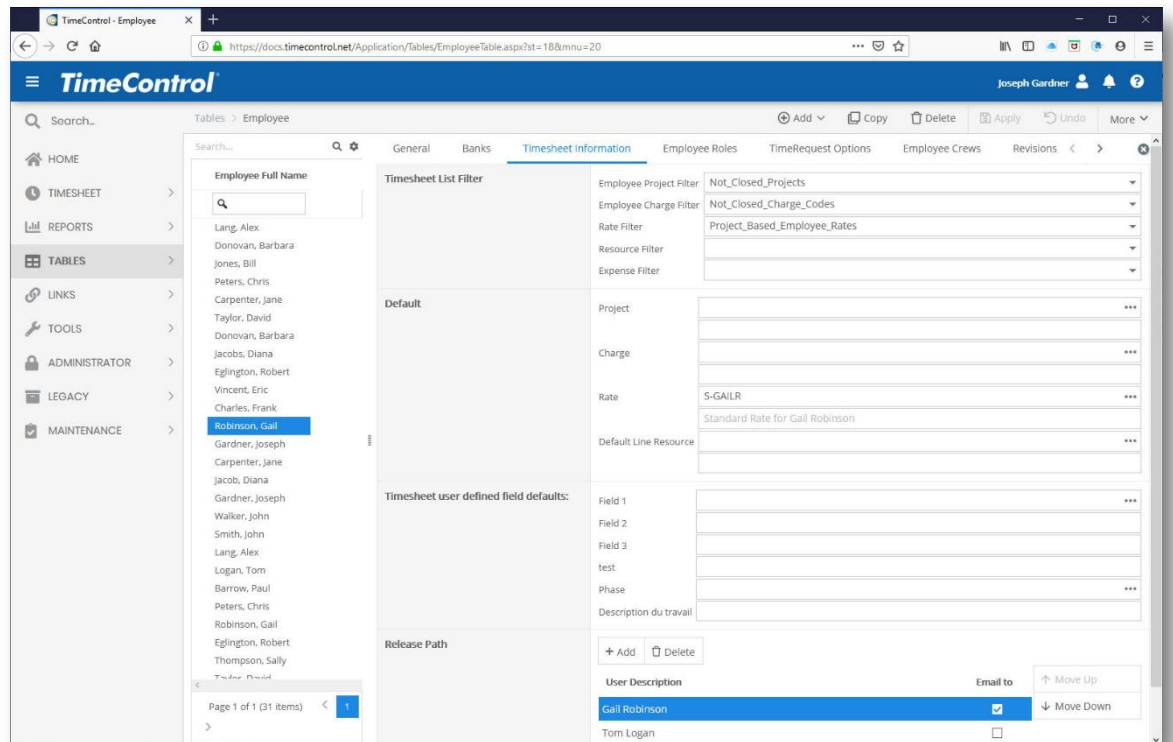 TimeControl - Employee
https://docs.timecontrol.net/Application/Tables/EmployeeTable.aspx?st=18&mnu=20
TimeControl
Joseph Gardner
Search...
Tables > Employee
Add
Copy
Delete
Apply
Undo
More
HOME
TIMESHEET
REPORTS
TABLES
LINKS
TOOLS
ADMINISTRATOR
LEGACY
MAINTENANCE
Search...
Employee Full Name
Lang, Alex
Donovan, Barbara
Jones, Bill
Peters, Chris
Carpenter, Jane
Taylor, David
Donovan, Barbara
Jacobs, Diana
Eglington, Robert
Vincent, Eric
Charles, Frank
Robinson, Gail
Gardner, Joseph
Carpenter, Jane
Jacob, Diana
Gardner, Joseph
Walker, John
Smith, John
Lang, Alex
Logan, Tom
Barrow, Paul
Peters, Chris
Robinson, Gail
Eglington, Robert
Thompson, Sally
Taylor, David
Page 1 of 1 (31 items)
1
General
Banks
Timesheet Information
Employee Roles
TimeRequest Options
Employee Crews
Revisions
Timesheet List Filter
Employee Project Filter Not_Closed_Projects
Employee Charge Filter Not_Closed_Charge_Codes
Rate Filter Project_Based_Employee_Rates
Resource Filter
Expense Filter
Default
Project
Charge
Rate S-GAILR
Standard Rate for Gail Robinson
Default Line Resource
Timesheet user defined field defaults:
Field 1
Field 2
Field 3
test
Phase
Description du travail
Release Path
+ Add Delete
User Description Email to
Move Up
Gail Robinson
Move Down
Tom Logan